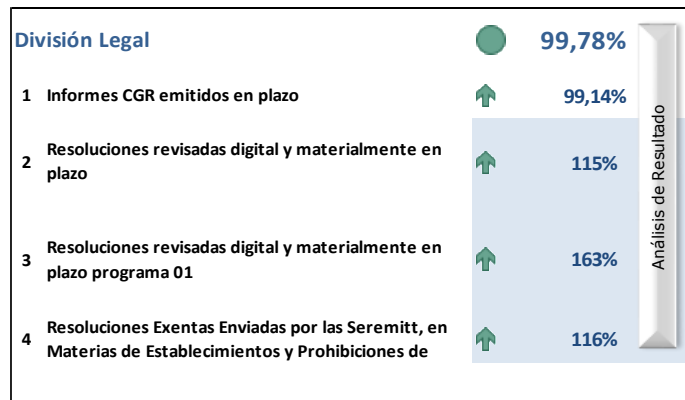 División Legal 99,78%
1 Informes CGR emitidos en plazo 99,14%
Resoluciones revisadas digital y materialmente en
2 115%
plazo
Resoluciones revisadas digital y materialmente en
3 163%
plazo programa 01
Resoluciones Exentas Enviadas por las Seremitt, en
4 116%
Materias de Establecimientos y Prohibiciones de
Análisis de Resultado